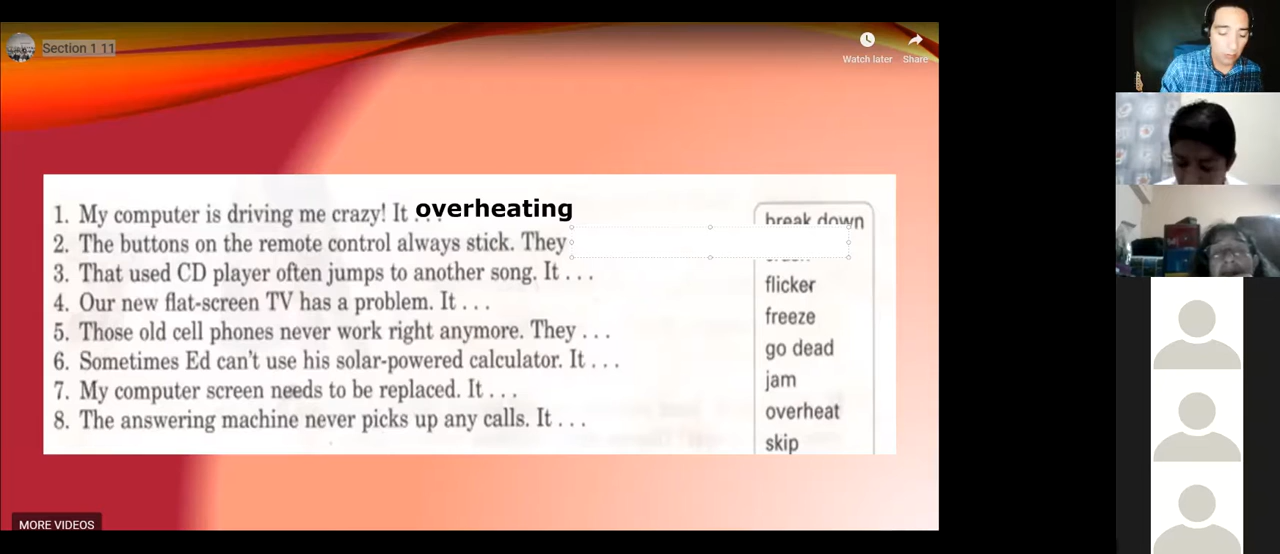 Section 1 11
Watch later
Share
1. My computer is driving me crazy! It . . . overheating
2. The buttons on the remote control always stick. They
3. That used CD player often jumps to another song. It . . .
4. Our new flat-screen TV has a problem. It . . .
5. Those old cell phones never work right anymore. They . . .
6. Sometimes Ed can't use his solar-powered calculator. It . . .
7. My computer screen needs to be replaced. It . . .
8. The answering machine never picks up any calls. It . . .
break down
flicker
freeze
go dead
jam
overheat
skip
MORE VIDEOS